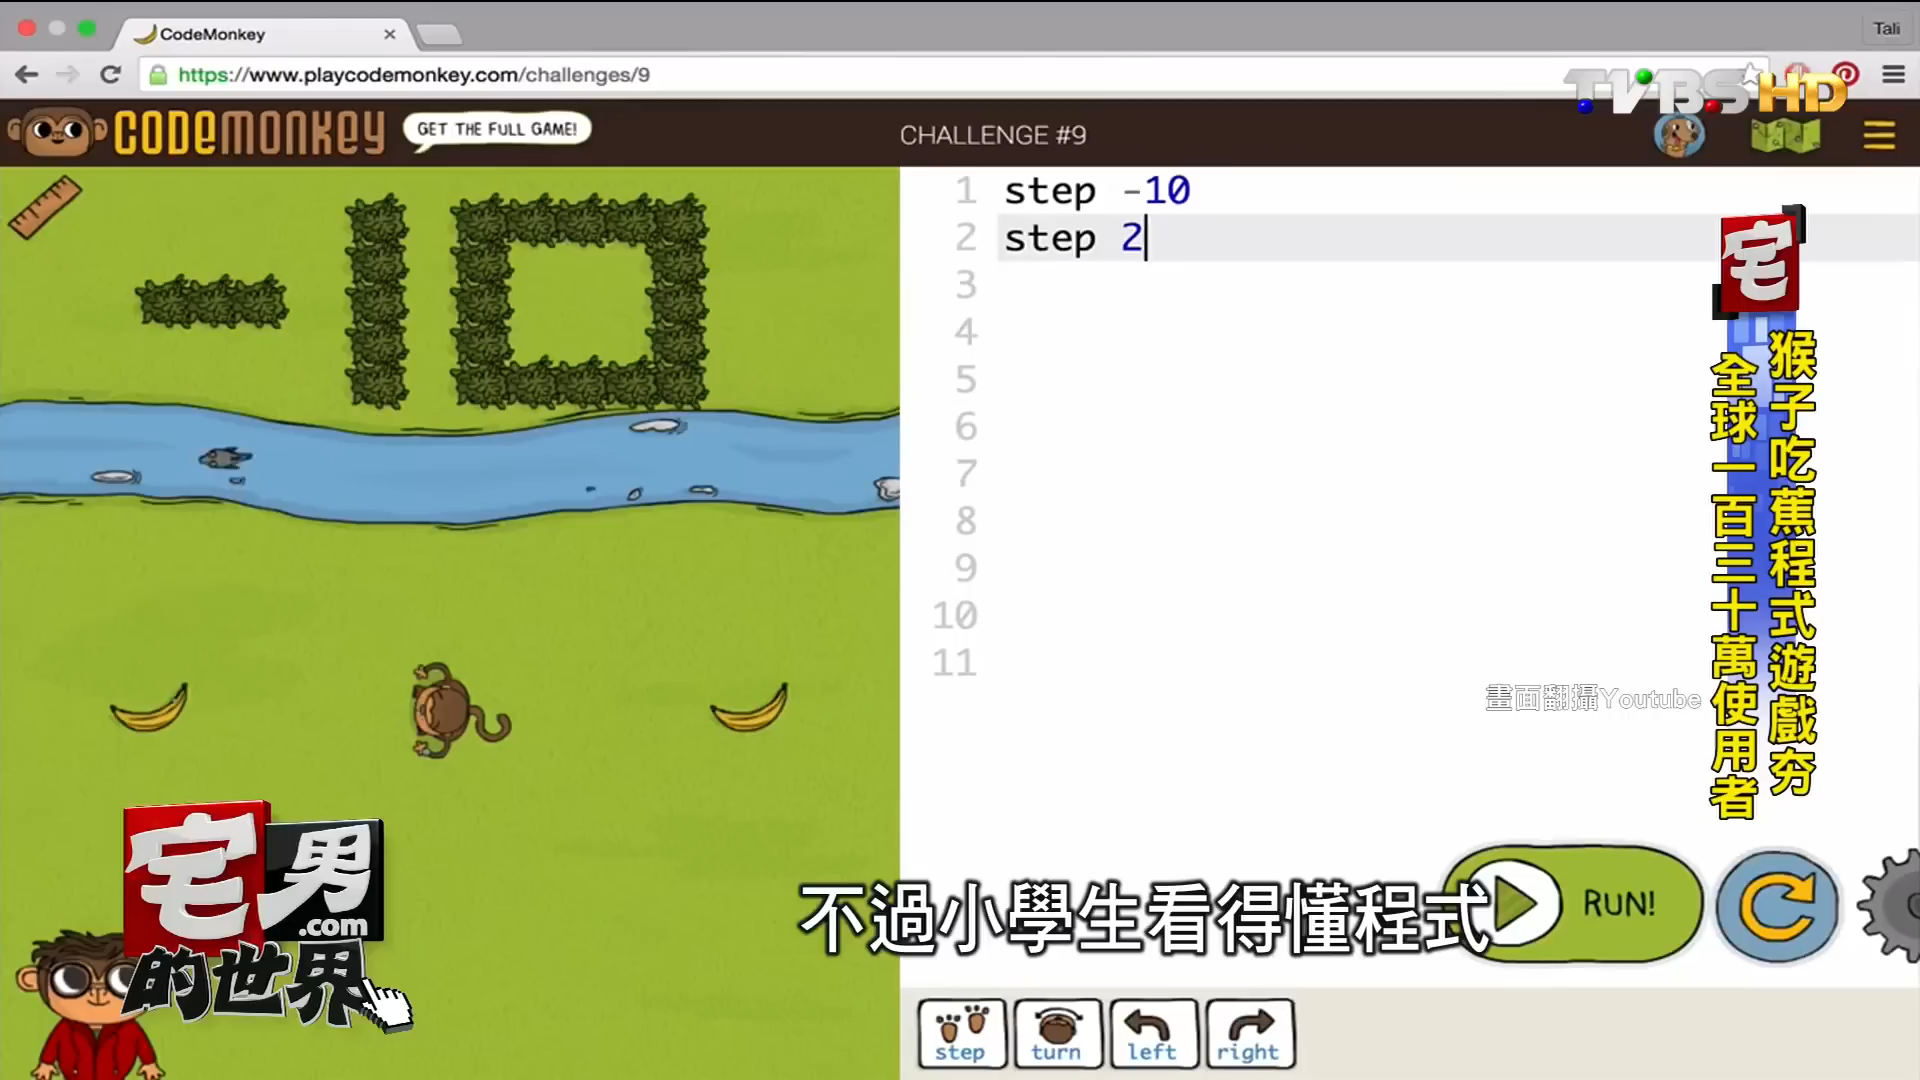 CodeMonkey
Tali
https://www.playcodemonkey.com/challenges/9
TVBS HD
CODEMONKEY
GET THE FULL GAME!
CHALLENGE #9
1 step -10
2 step 2
3
4
5
6
7
8
9
10
11
宅
猴子吃蕉程式遊戲夯
全球一百三十萬使用者
畫面翻攝Youtube
宅男.com
的世界
不過小學生看得懂程式
RUN!
step
turn
left
right